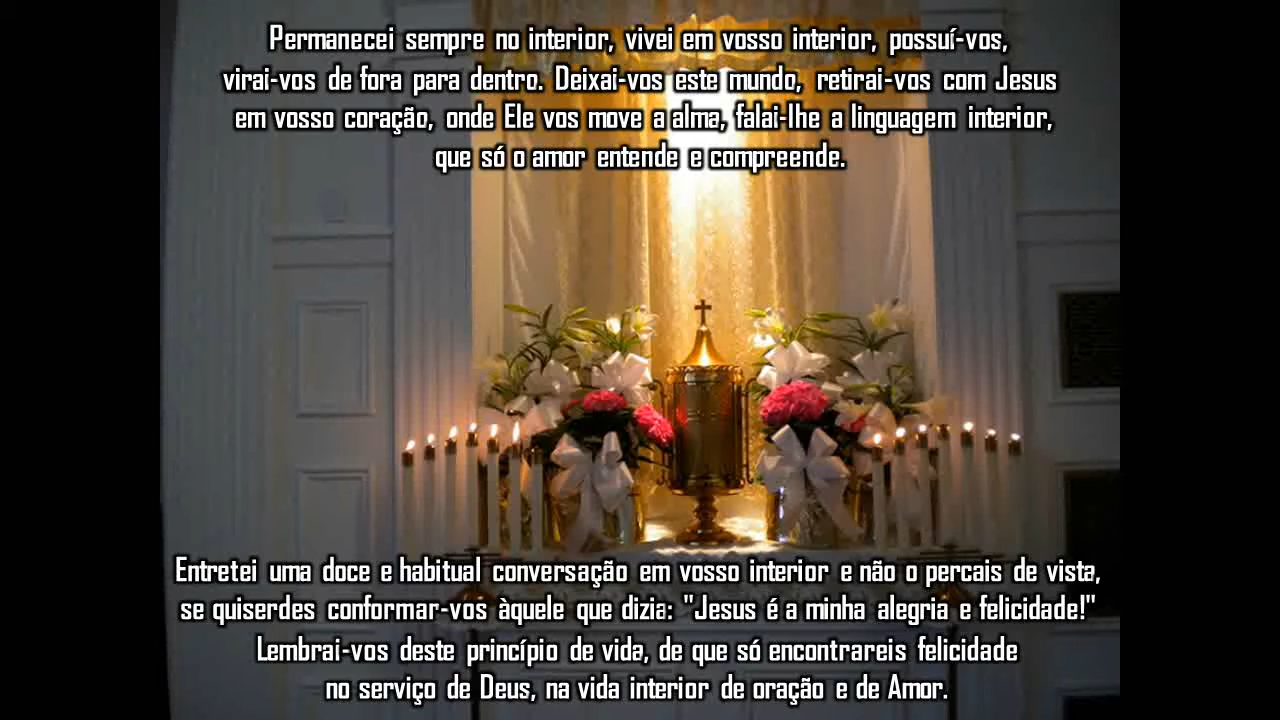 Permanecei sempre no interior, vivei em vosso interior, possuí-vos,
virai-vos de fora para dentro. Deixai-vos este mundo, retirai-vos com Jesus
em vosso coração, onde Ele vos move a alma, falai-lhe a linguagem interior,
que só o amor entende e compreende.
Entretei uma doce e habitual conversação em vosso interior e não o percais de vista,
se quiserdes conformar-vos àquele que dizia: "Jesus é a minha alegria e felicidade!"
Lembrai-vos deste princípio de vida, de que só encontrareis felicidade
no serviço de Deus, na vida interior de oração e de Amor.